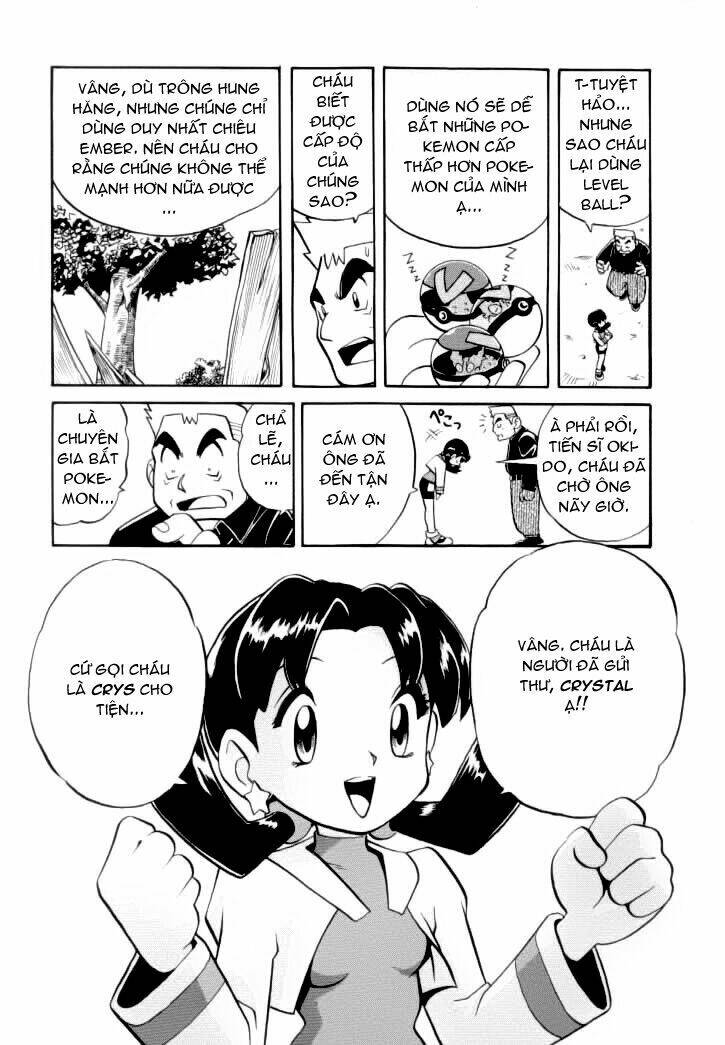 T-TUYỆT
HẢO...
NHƯNG
SAO CHÁU
LẠI DÙNG
LEVEL
BALL?
DÙNG NÓ SẼ DỄ
BẮT NHỮNG PO-
KEMON CẤP
THẤP HƠN POKE-
MON CỦA MÌNH
Ạ...
ZZZ
ZZZ
CHÁU
BIẾT
ĐƯỢC
CẤP ĐỘ
CỦA
CHÚNG
SAO?
VÂNG, DÙ TRÔNG HUNG
HĂNG, NHƯNG CHÚNG CHỈ
DÙNG DUY NHẤT CHIÊU
EMBER. NÊN CHÁU CHO
RẰNG CHÚNG KHÔNG THỂ
MẠNH HƠN NỮA ĐƯỢC
...
À PHẢI RỒI,
TIẾN SĨ OKI-
DO, CHÁU ĐÃ
CHỜ ÔNG
NÃY GIỜ.
ぺこっ
CÁM ƠN
ÔNG ĐÃ
ĐẾN TẬN
ĐÂY Ạ.
CHẢ
LẼ,
CHÁU
...
LÀ
CHUYÊN
GIA BẮT
POKE-
MON...
VÂNG. CHÁU LÀ
NGƯỜI ĐÃ GỬI
THƯ, CRYSTAL
Ạ!!
CỨ GỌI CHÁU
LÀ CRYS CHO
TIỆN...